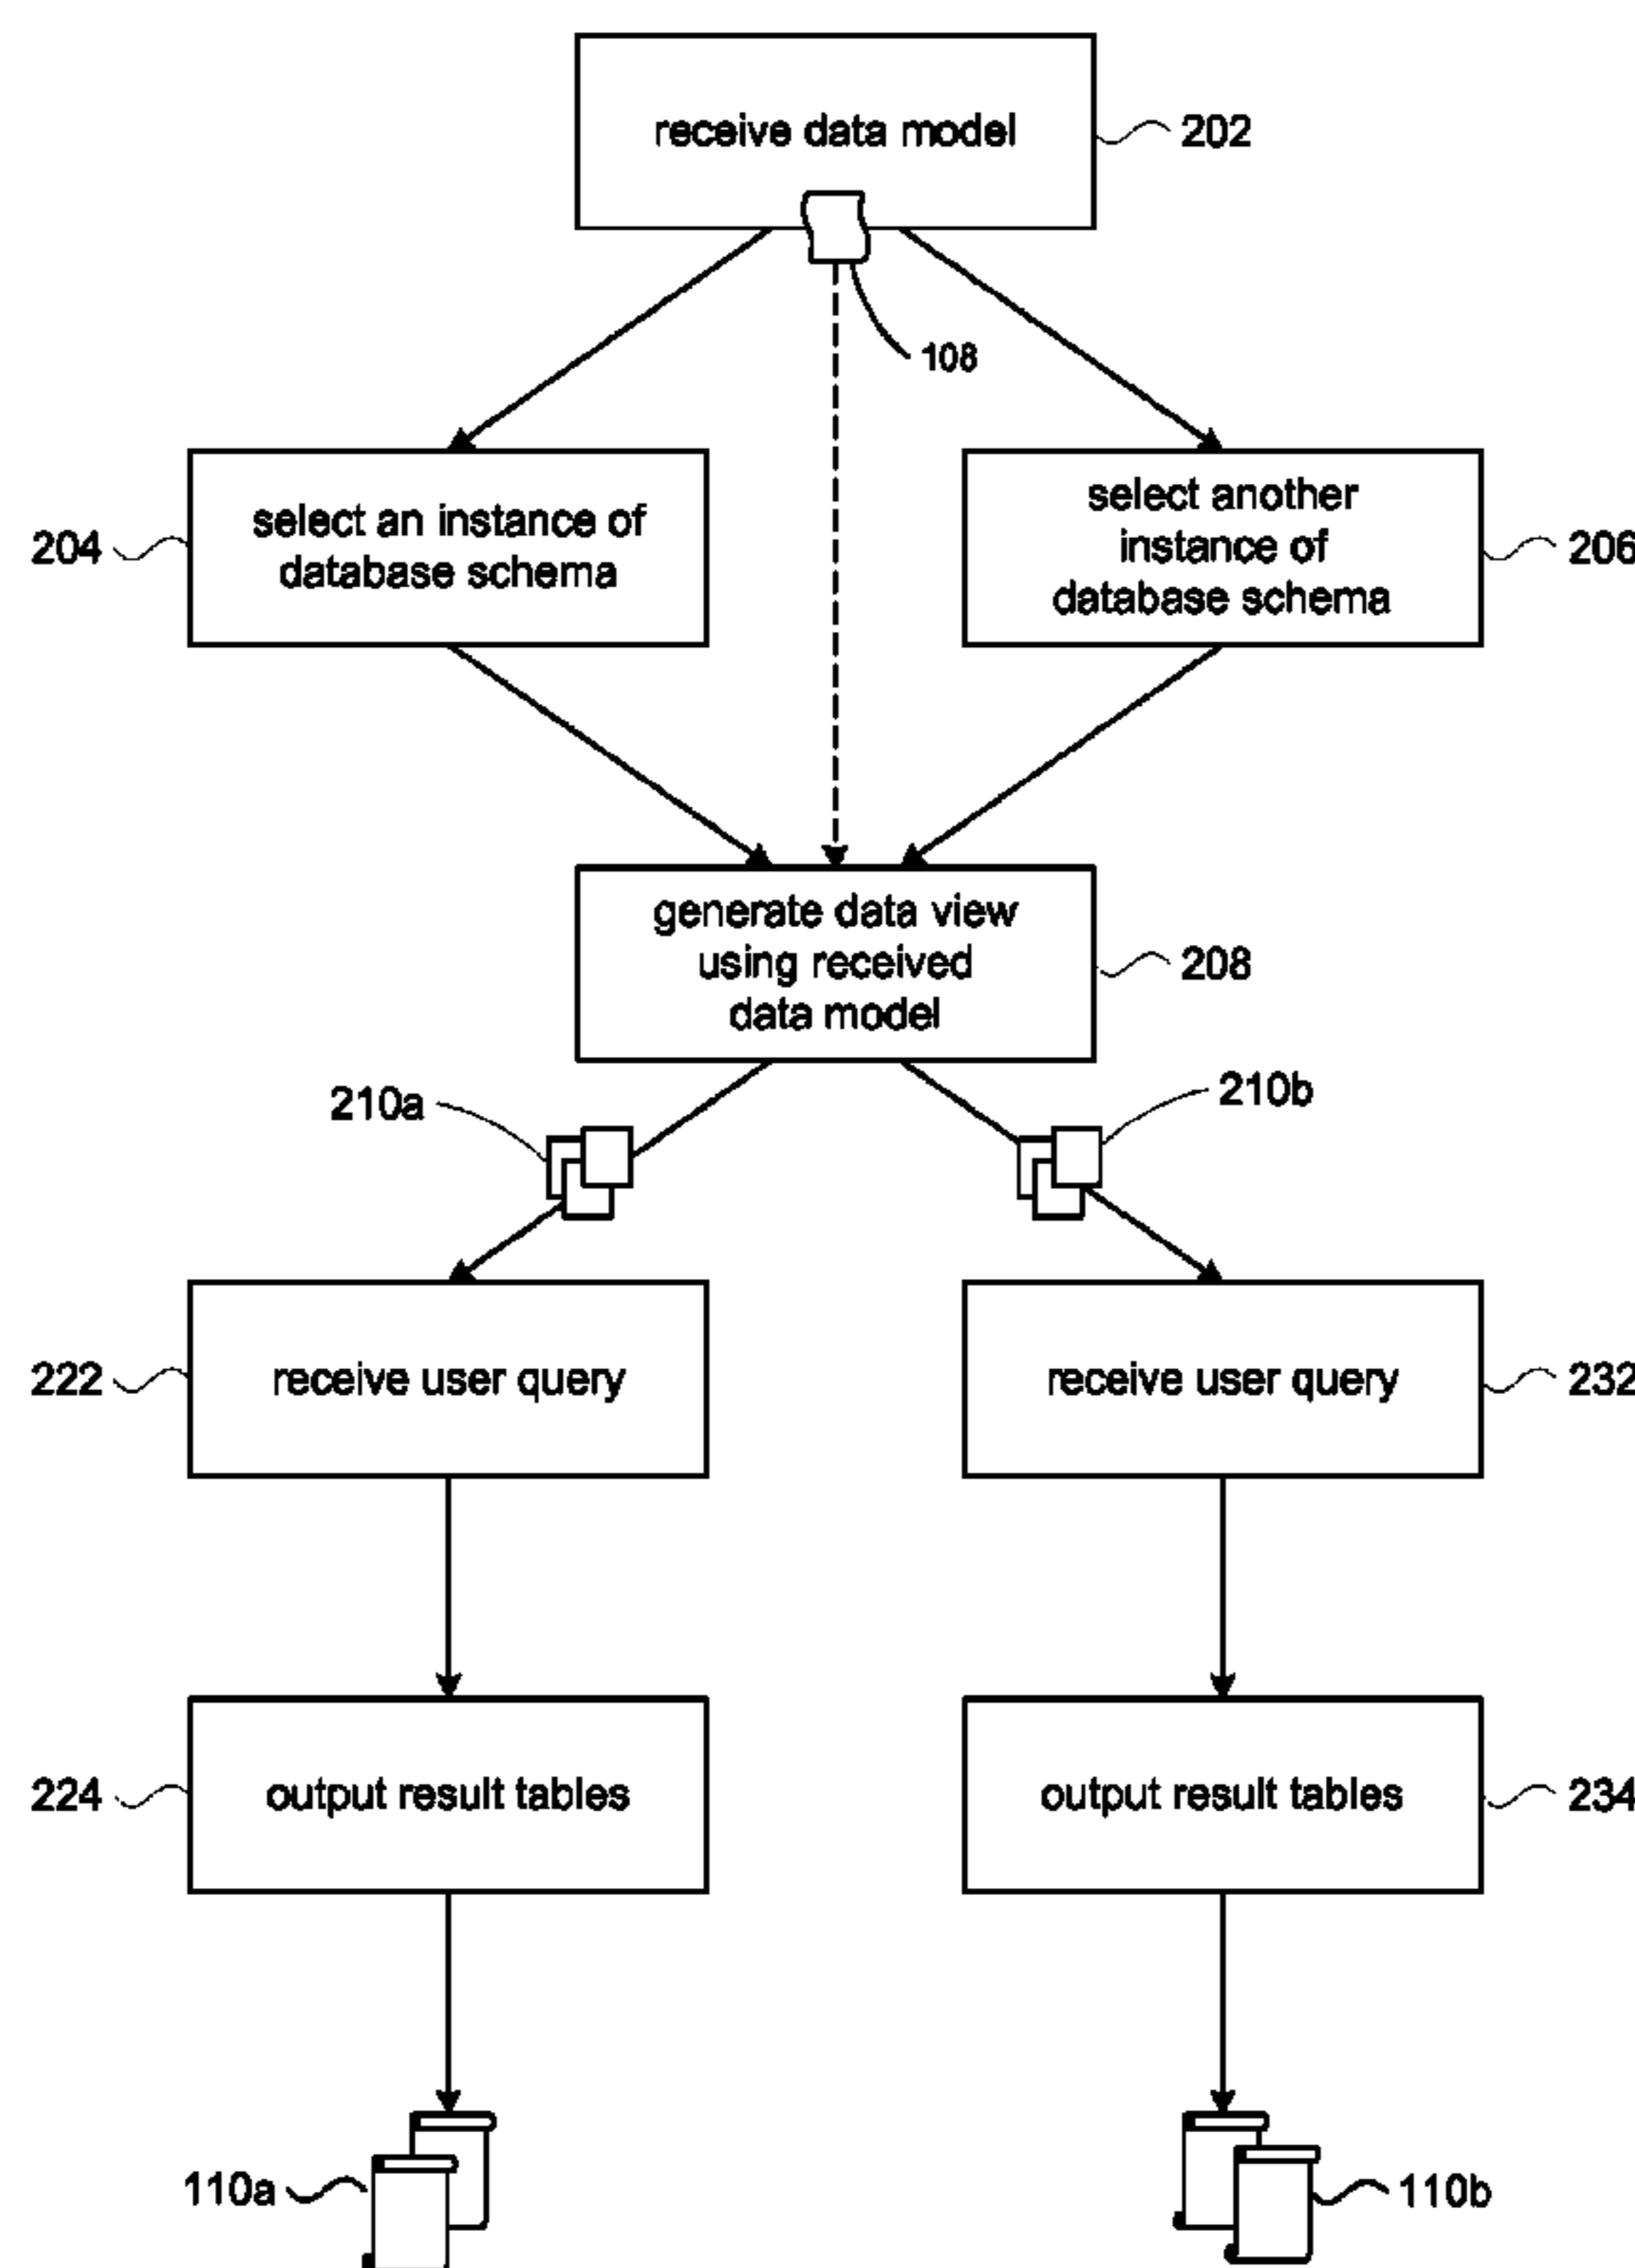 receive data model
202
108
204
select an instance of
database schema
select another
instance of
database schema
206
generate data view
using received
data model
208
210a
210b
222
receive user query
receive user query
232
224
output result tables
output result tables
234
110a
110b